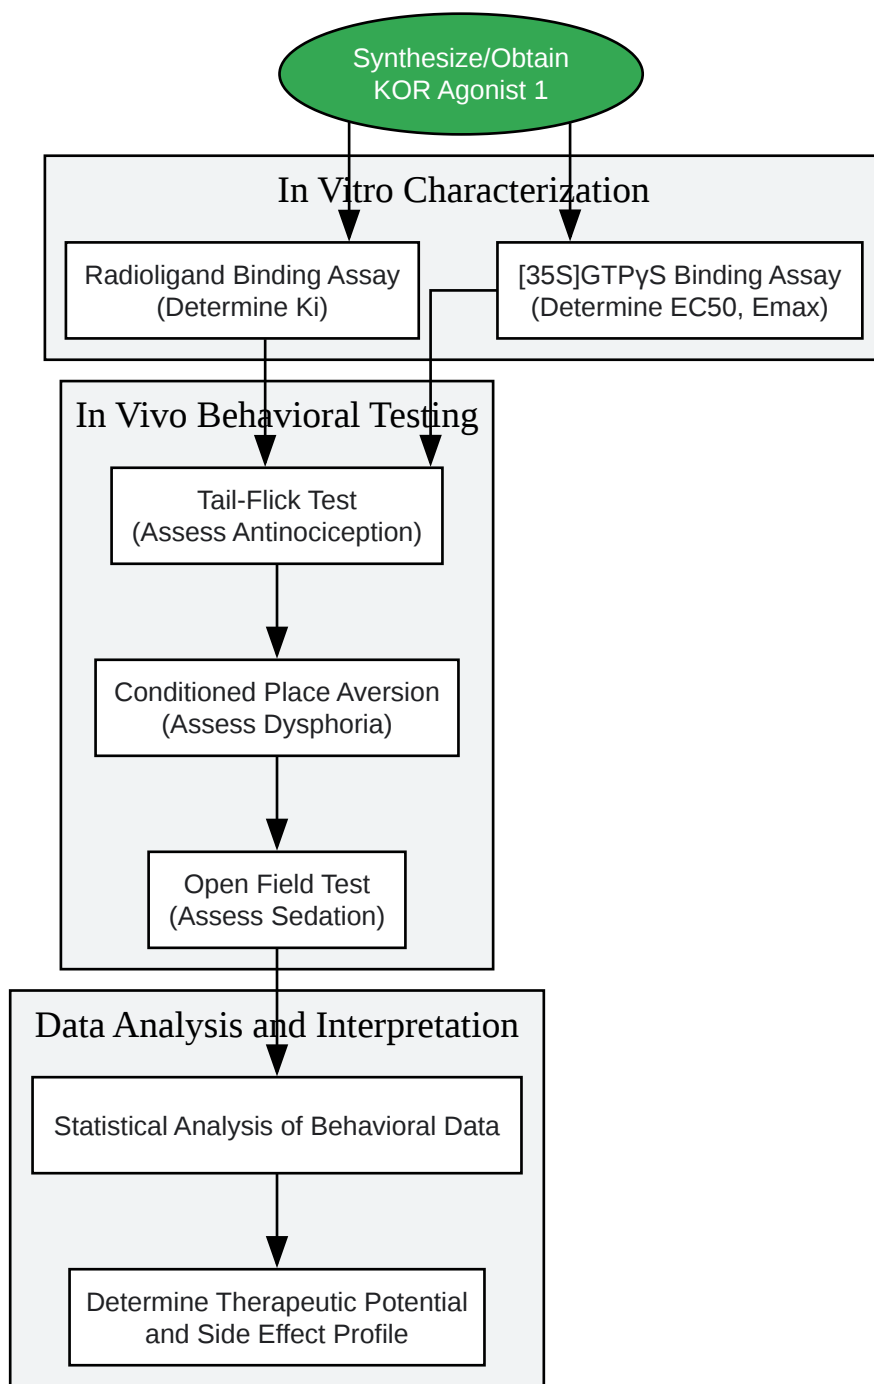 Synthesize/Obtain
KOR Agonist 1
In Vitro Characterization
Radioligand Binding Assay
(Determine Ki)
[35S]GTPγS Binding Assay
(Determine EC50, Emax)
In Vivo Behavioral Testing
Tail-Flick Test
(Assess Antinociception)
Conditioned Place Aversion
(Assess Dysphoria)
Open Field Test
(Assess Sedation)
Data Analysis and Interpretation
Statistical Analysis of Behavioral Data
Determine Therapeutic Potential
and Side Effect Profile